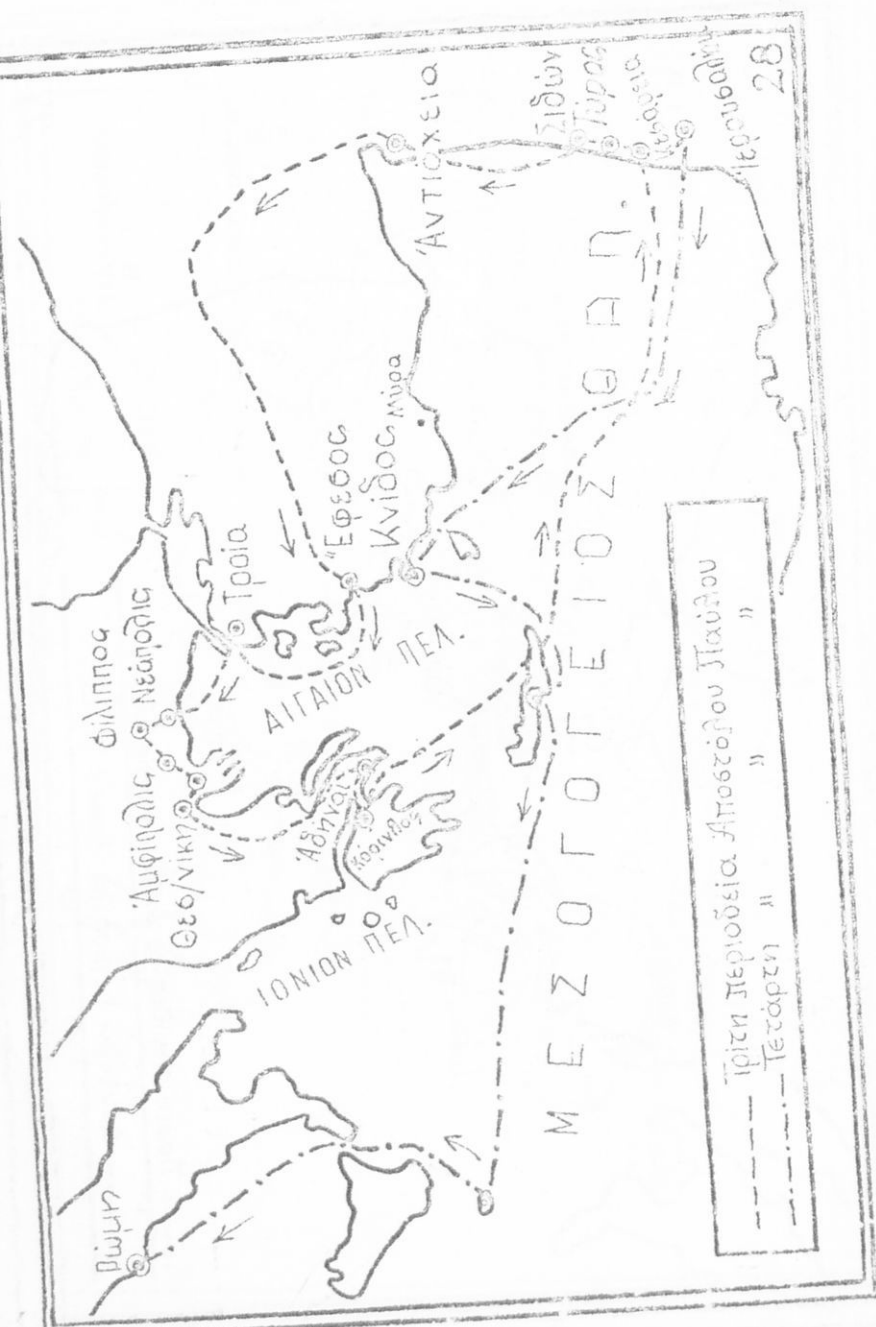 Ρώμη
ΙΟΝΙΟΝ ΠΕΛ.
Θεσ/νίκη
Ἀμφίπολις
Φίλιππος
Νεάπολις
Τροία
Ἀθῆναι
Κόρινθος
ΑΙΓΑΙΟΝ ΠΕΛ.
Ἔφεσος
Κνίδος
Μύρα
Ἀντιόχεια
Σιδών
Τύρος
Καισάρεια
Ἱερουσαλήμ
ΜΕΣΟΓΟΓΕΙΟΣ ΘΑΛ.
Τρίτη περιοδεία Ἀποστόλου Παύλου
Τετάρτη " " "
28